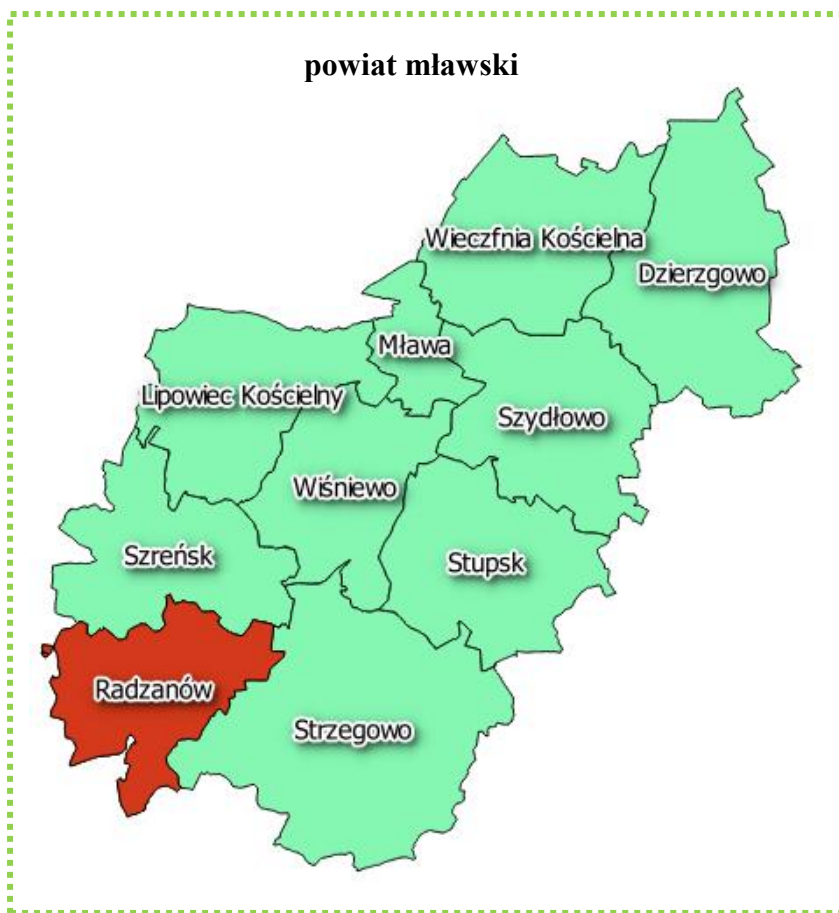 powiat mławski
Wieczfnia Kościelna
Dzierzgowo
Mława
Lipowiec Kościelny
Szydłowo
Wiśniewo
Szreńsk
Stupsk
Radzanów
Strzegowo